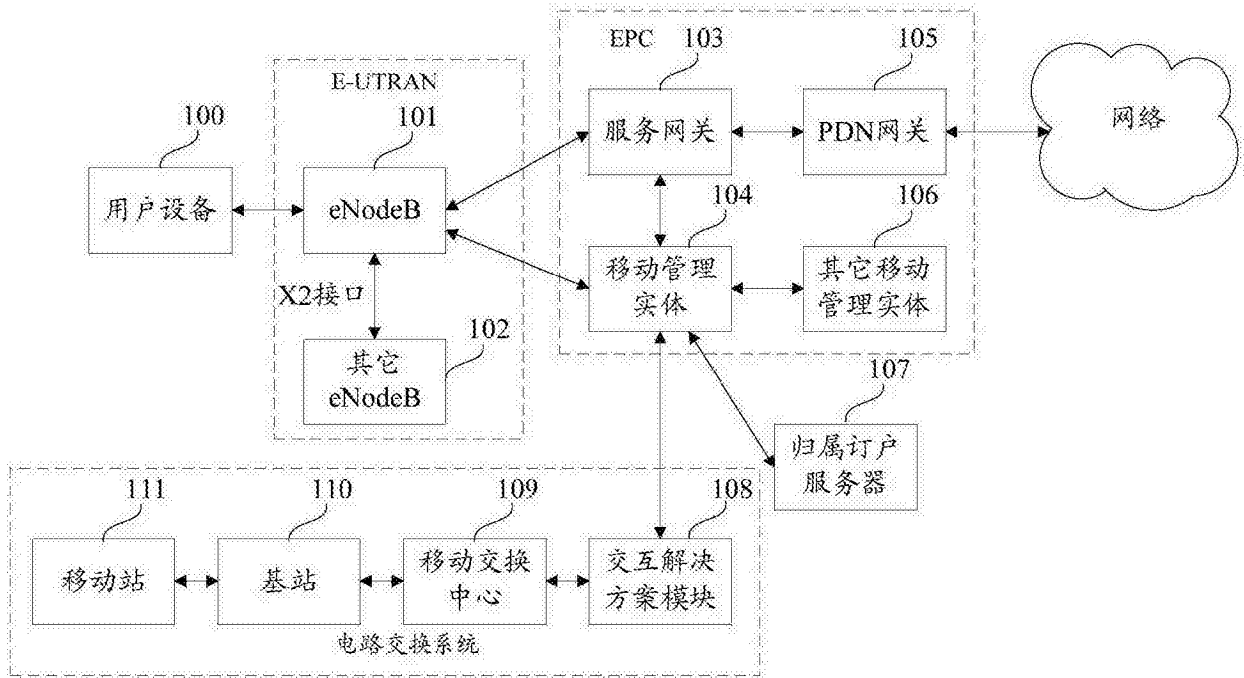 EPC
103
105
E-UTRAN
100
101
服务网关
PDN网关
网络
用户设备
eNodeB
104
106
移动管理
实体
其它移动
管理实体
X2接口
其它
eNodeB
102
107
归属订户
服务器
111
110
109
108
移动站
基站
移动交换
中心
交互解决
方案模块
电路交换系统